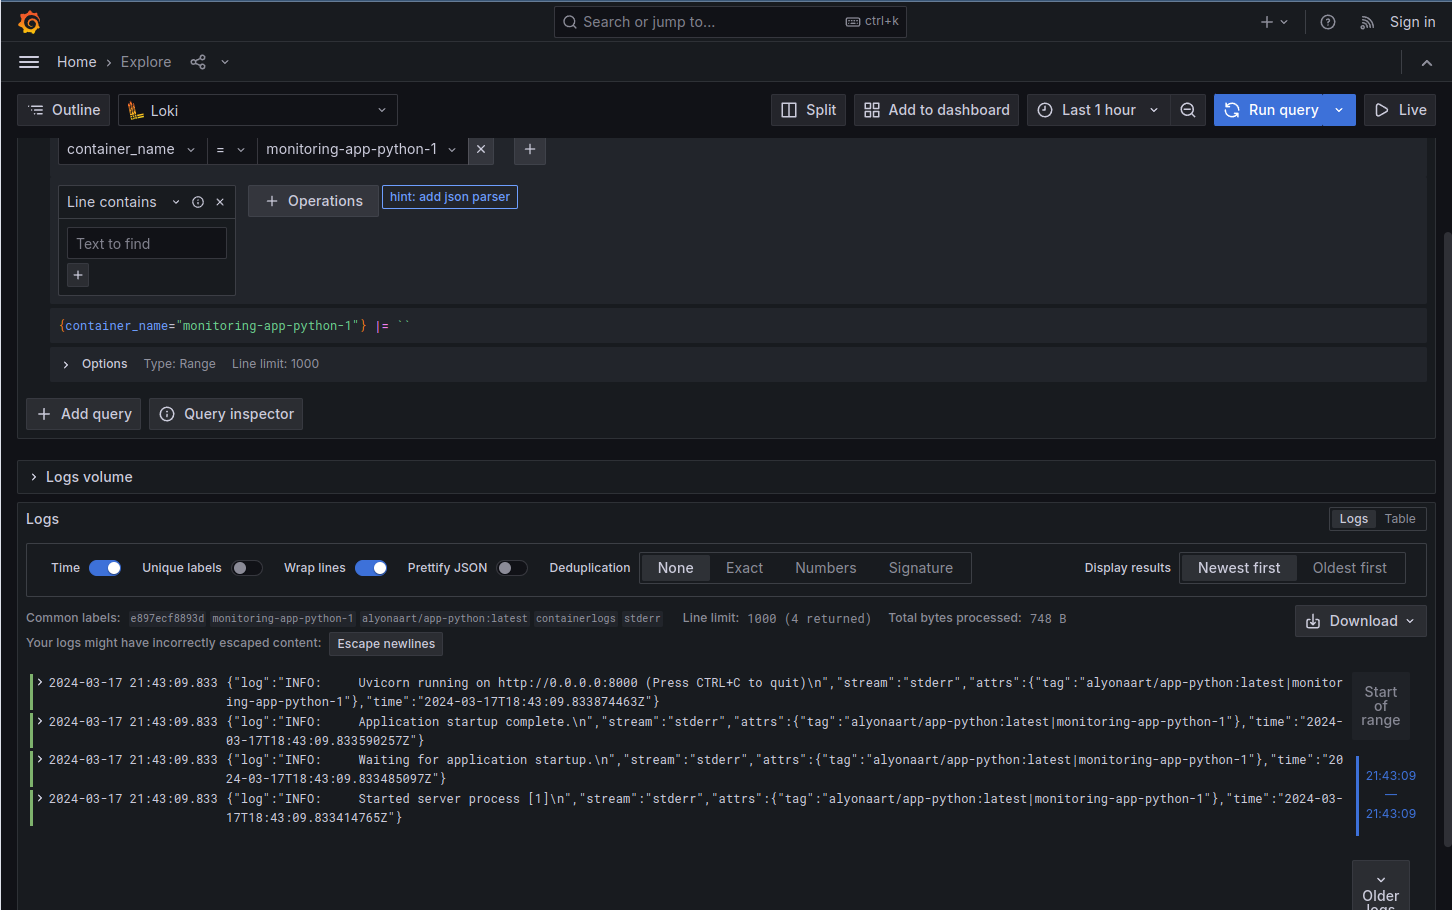 Search or jump to... ctrl+k Sign in
Home › Explore
Outline Loki Split Add to dashboard Last 1 hour Run query Live
container_name = monitoring-app-python-1
Line contains + Operations hint: add json parser
Text to find
{container_name="monitoring-app-python-1"} |= ``
Options Type: Range Line limit: 1000
+ Add query Query inspector
Logs volume
Logs Logs Table
Time Unique labels Wrap lines Prettify JSON Deduplication None Exact Numbers Signature Display results Newest first Oldest first
Common labels: e897ecf8893d monitoring-app-python-1 alyonaart/app-python:latest containerlogs stderr Line limit: 1000 (4 returned) Total bytes processed: 748 B Download
Your logs might have incorrectly escaped content: Escape newlines
2024-03-17 21:43:09.833 {"log":"INFO:     Uvicorn running on http://0.0.0.0:8000 (Press CTRL+C to quit)\n","stream":"stderr","attrs":{"tag":"alyonaart/app-python:latest|monitor
ing-app-python-1"},"time":"2024-03-17T18:43:09.833874463Z"}
2024-03-17 21:43:09.833 {"log":"INFO:     Application startup complete.\n","stream":"stderr","attrs":{"tag":"alyonaart/app-python:latest|monitoring-app-python-1"},"time":"2024-
03-17T18:43:09.833590257Z"}
2024-03-17 21:43:09.833 {"log":"INFO:     Waiting for application startup.\n","stream":"stderr","attrs":{"tag":"alyonaart/app-python:latest|monitoring-app-python-1"},"time":"20
24-03-17T18:43:09.833485097Z"}
2024-03-17 21:43:09.833 {"log":"INFO:     Started server process [1]\n","stream":"stderr","attrs":{"tag":"alyonaart/app-python:latest|monitoring-app-python-1"},"time":"2024-03-
17T18:43:09.833414765Z"}
Start
of
range
21:43:09
—
21:43:09
Older
logs